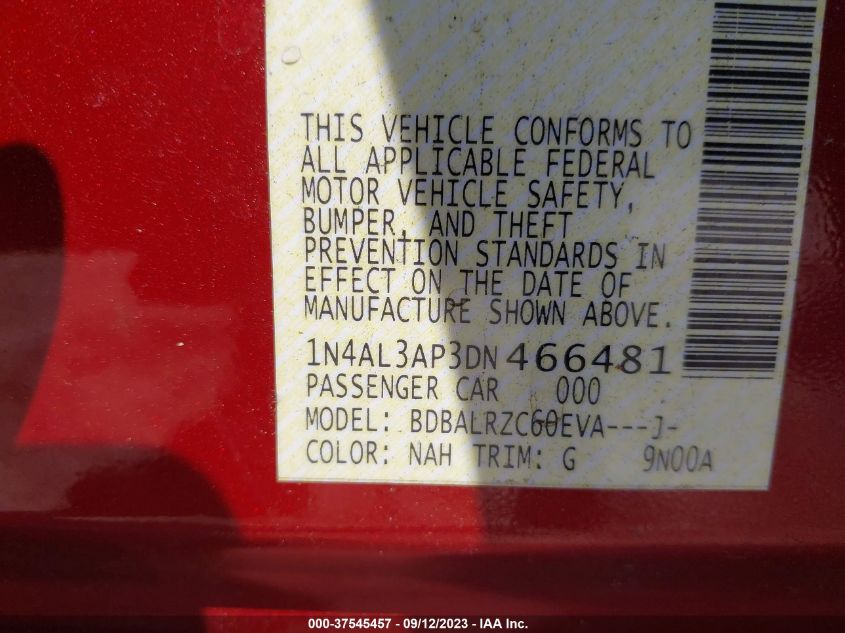 THIS VEHICLE CONFORMS TO
ALL APPLICABLE FEDERAL
MOTOR VEHICLE SAFETY,
BUMPER, AND THEFT
PREVENTION STANDARDS IN
EFFECT ON THE DATE OF
MANUFACTURE SHOWN ABOVE.
1N4AL3AP3DN466481
PASSENGER CAR 000
MODEL: BDBALRZC60EVA---J-
COLOR: NAH TRIM: G 9N00A
000-37545457 - 09/12/2023 - IAA Inc.